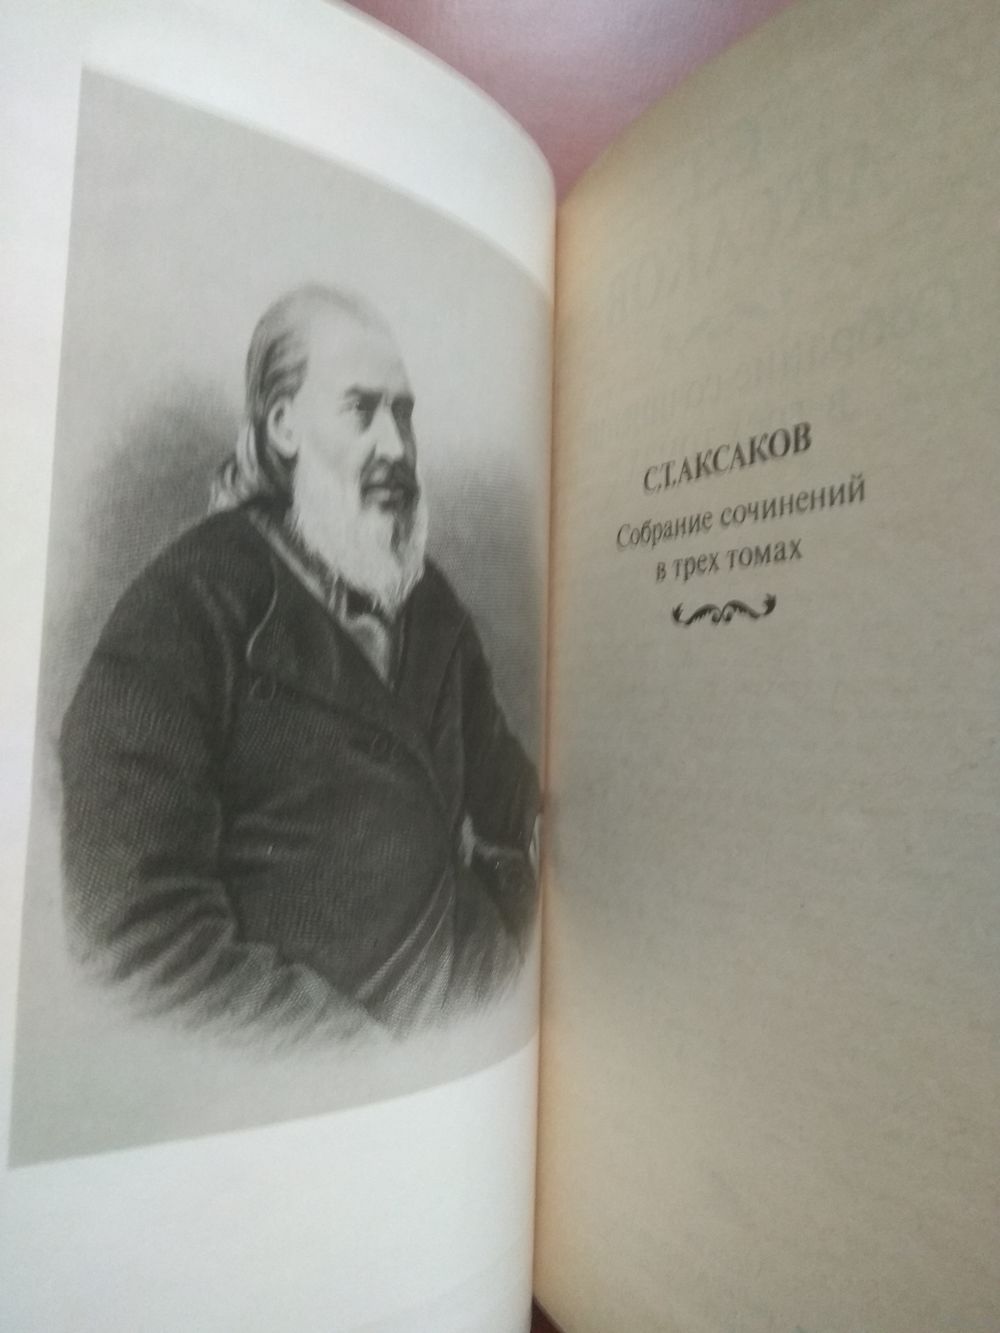 С.Т.АКСАКОВ
Собрание сочинений
в трех томах